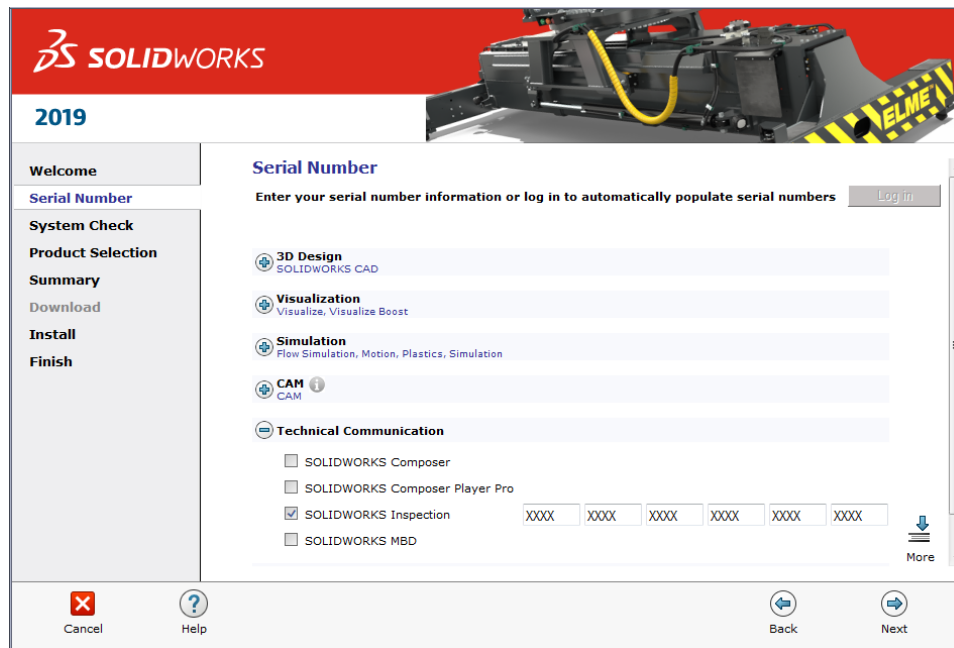 SOLIDWORKS
ELME
2019
Welcome
Serial Number
System Check
Product Selection
Summary
Download
Install
Finish
Serial Number
Enter your serial number information or log in to automatically populate serial numbers
Log in
3D Design
SOLIDWORKS CAD
Visualization
Visualize, Visualize Boost
Simulation
Flow Simulation, Motion, Plastics, Simulation
CAM
CAM
Technical Communication
SOLIDWORKS Composer
SOLIDWORKS Composer Player Pro
SOLIDWORKS Inspection XXXX XXXX XXXX XXXX XXXX XXXX
SOLIDWORKS MBD
More
Cancel Help Back Next